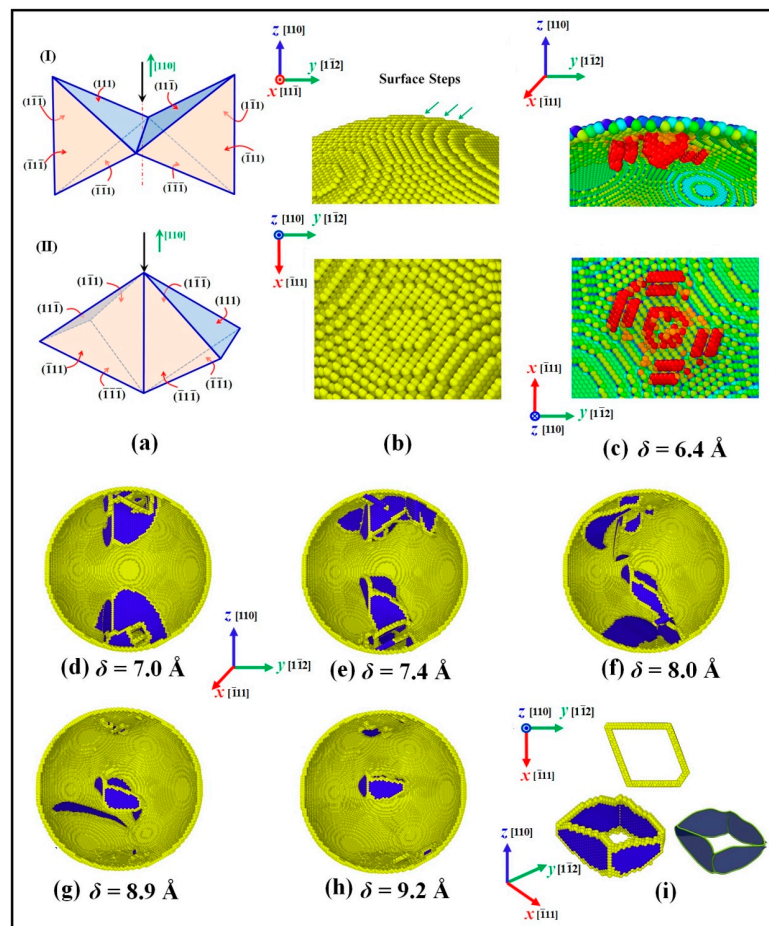 (I)
[110]
(111)
(111̄)
(11̄1̄)
(11̄1)
(1̄11̄)
(1̄11)
(1̄1̄1)
(1̄1̄1̄)
z [110]
y [11̄2]
x [111̄]
Surface Steps
z [110]
y [11̄2]
x [1̄11]
(II)
[110]
(11̄1)
(11̄1̄)
(111̄)
(111)
(1̄11)
(1̄1̄1)
(1̄1̄1̄)
(1̄11̄)
z [110]
y [11̄2]
x [1̄11]
x [1̄11]
y [11̄2]
z [110]
(a)
(b)
(c) δ = 6.4 Å
(d) δ = 7.0 Å
z [110]
y [11̄2]
x [1̄11]
(e) δ = 7.4 Å
(f) δ = 8.0 Å
(g) δ = 8.9 Å
(h) δ = 9.2 Å
z [110]
y [11̄2]
x [1̄11]
z [110]
y [11̄2]
x [1̄11]
(i)